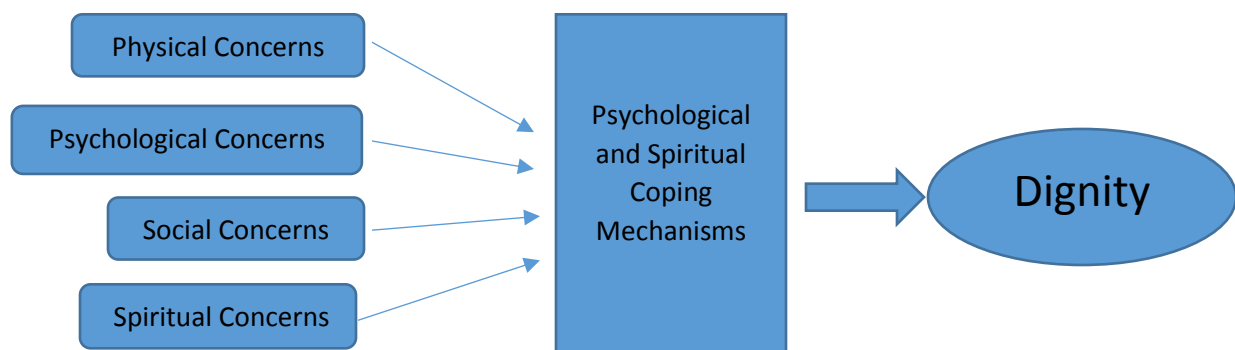 Physical Concerns
Psychological Concerns
Social Concerns
Spiritual Concerns
Psychological
and Spiritual
Coping
Mechanisms
Dignity